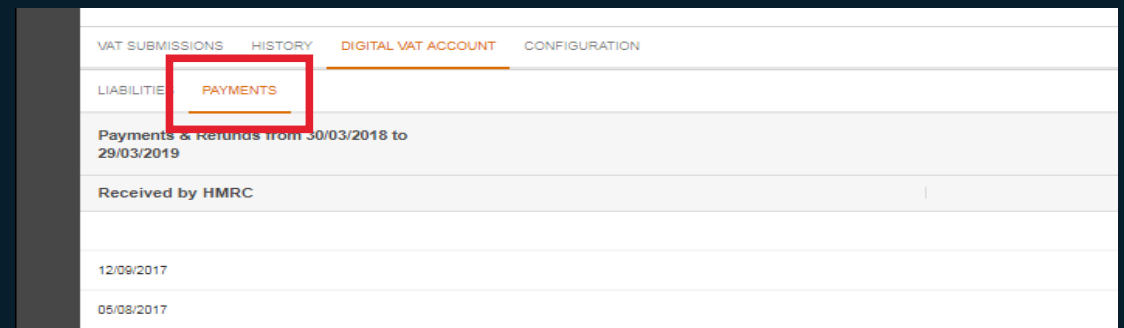 VAT SUBMISSIONS HISTORY DIGITAL VAT ACCOUNT CONFIGURATION
LIABILITIES PAYMENTS
Payments & Refunds from 30/03/2018 to
29/03/2019
Received by HMRC
12/09/2017
05/08/2017